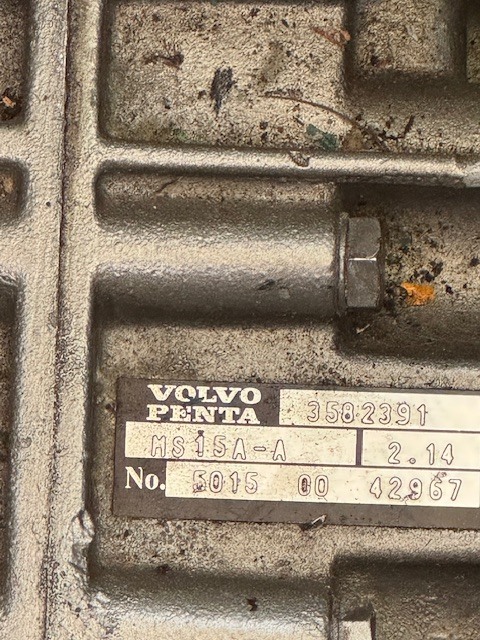 VOLVO
PENTA 3582391
MS15A-A 2.14
No. 5015 00 42967